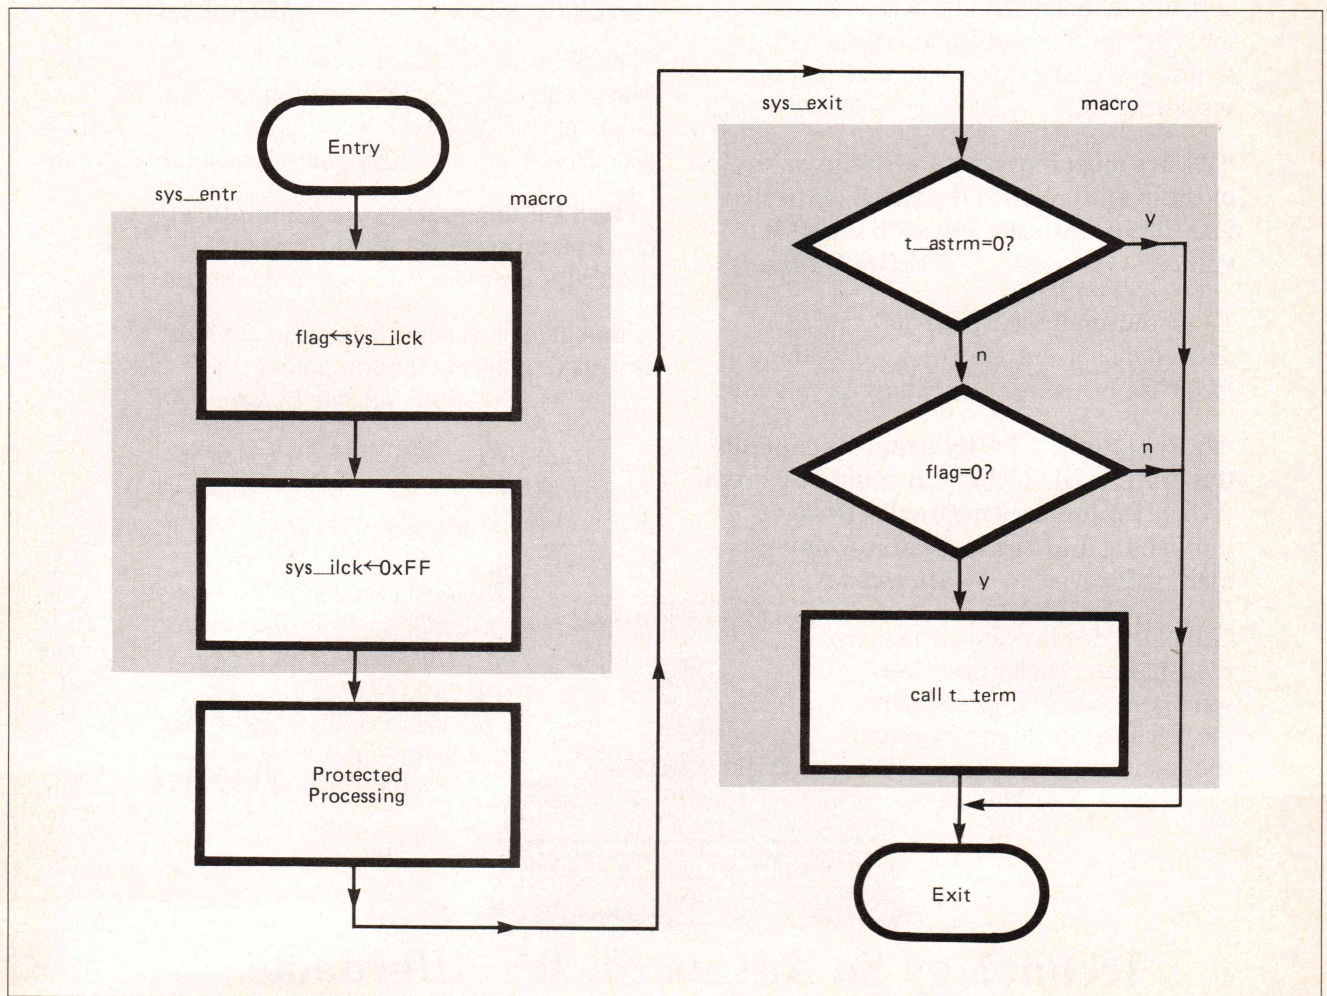 Entry
sys_entr
macro
flag←sys_ilck
sys_ilck←0xFF
Protected
Processing
sys_exit
macro
t_astrm=0?
y
n
flag=0?
n
y
call t_term
Exit